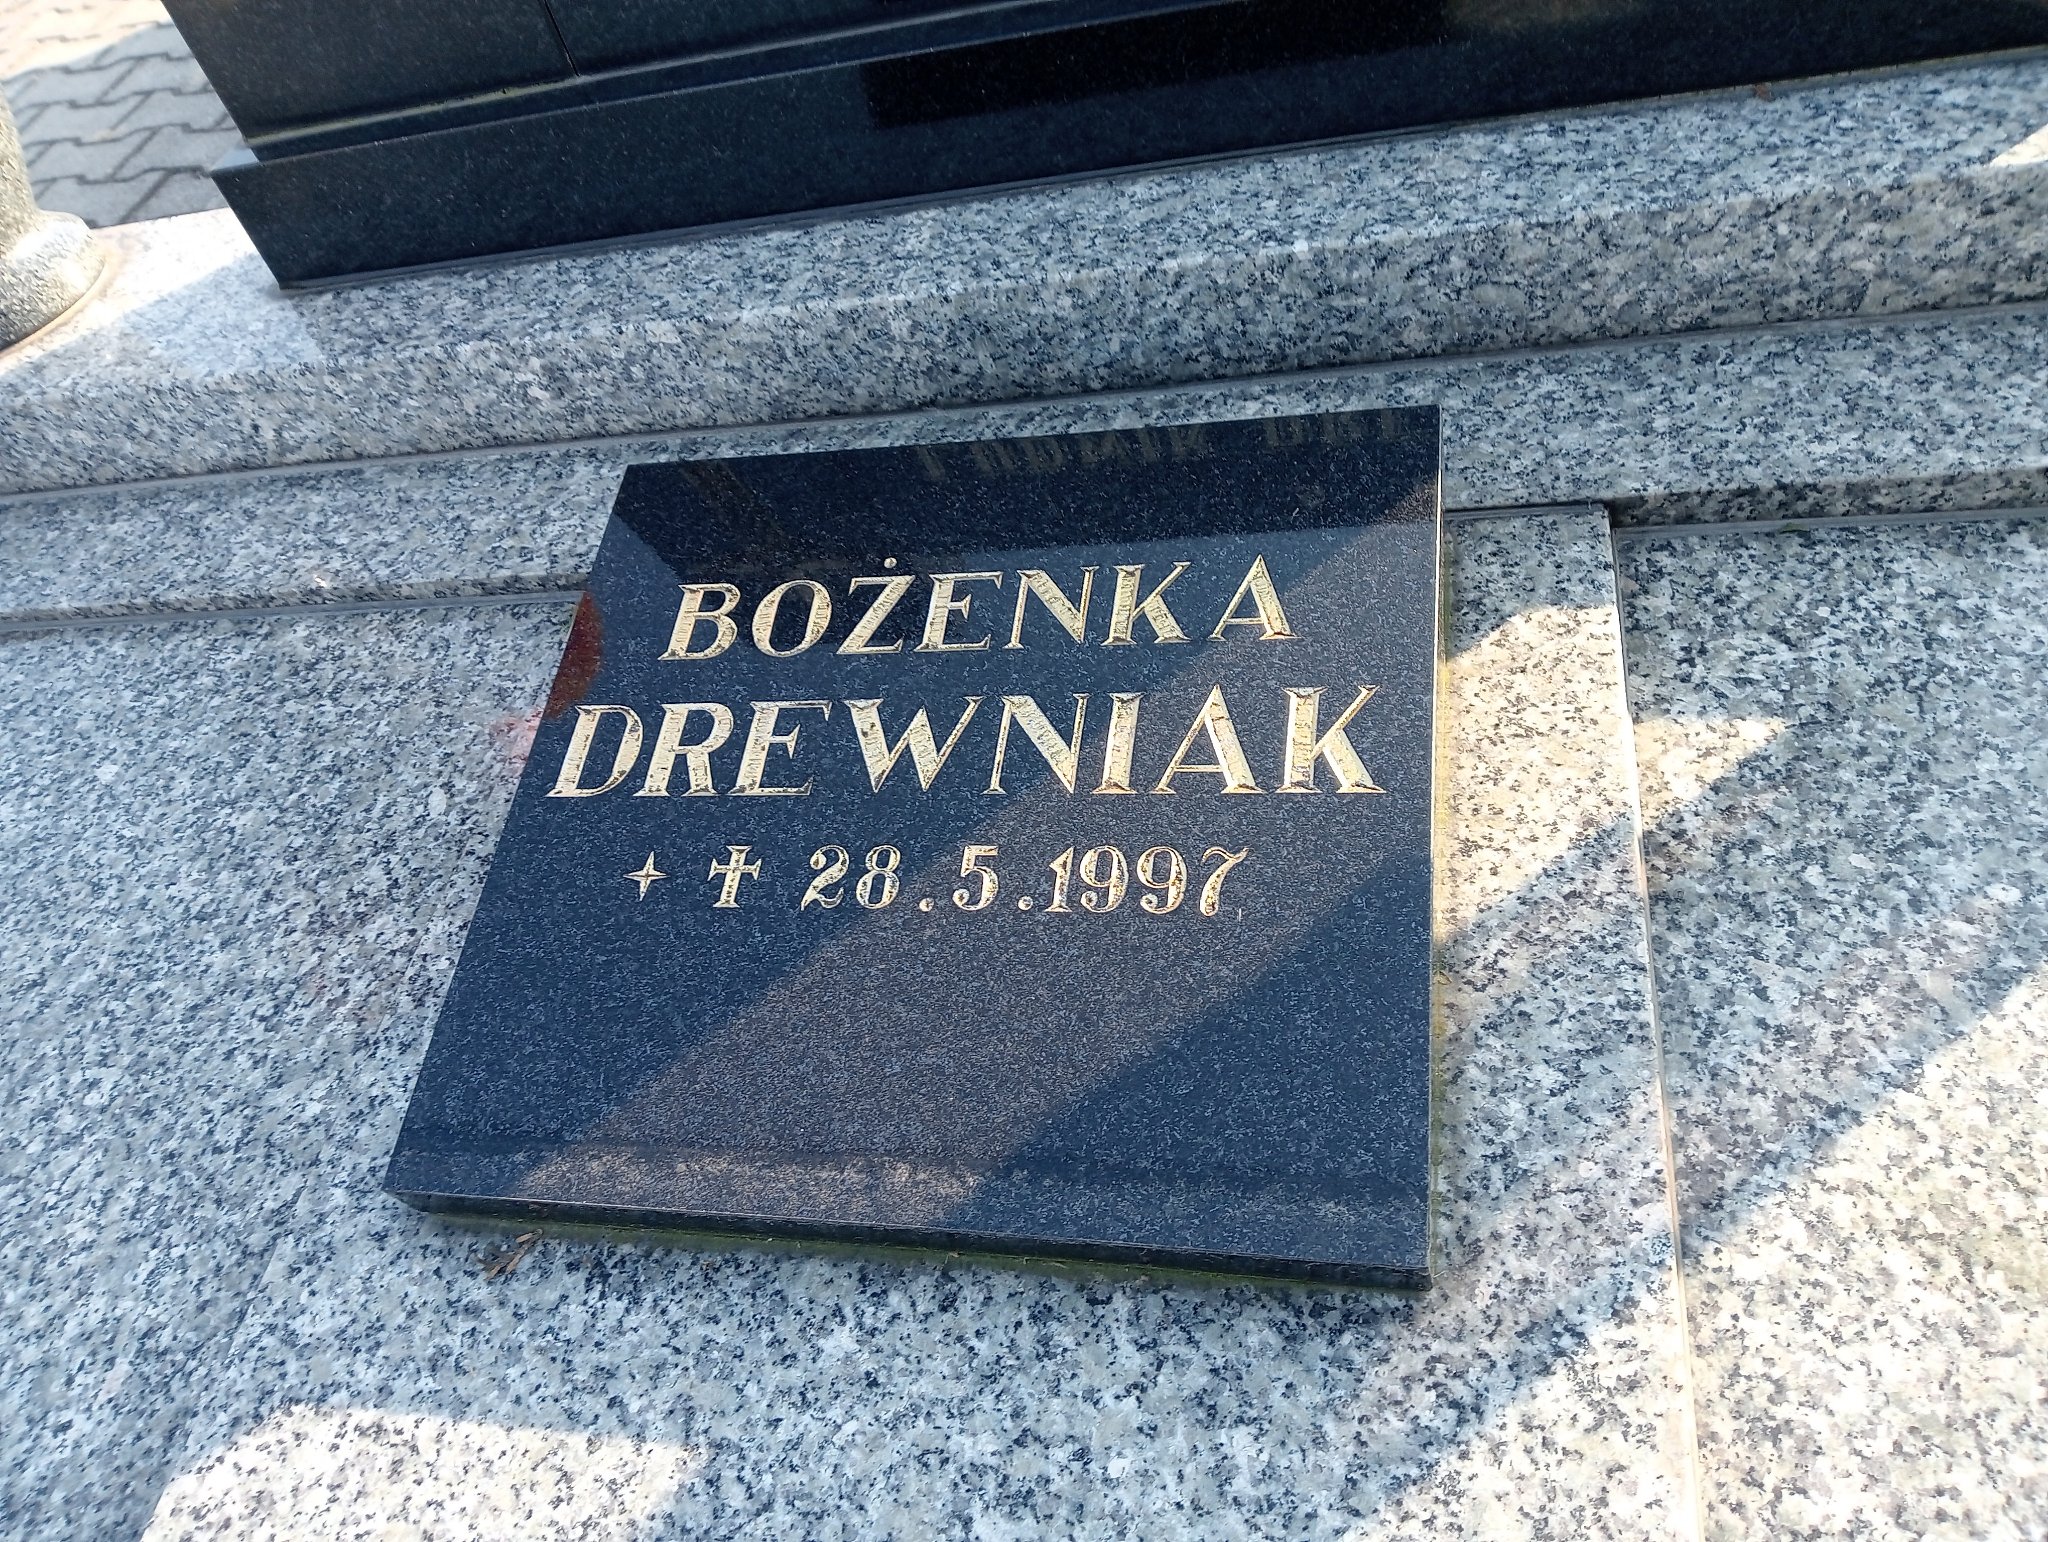 BOŻENKA
DREWNIAK
✦ ✝ 28.5.1997